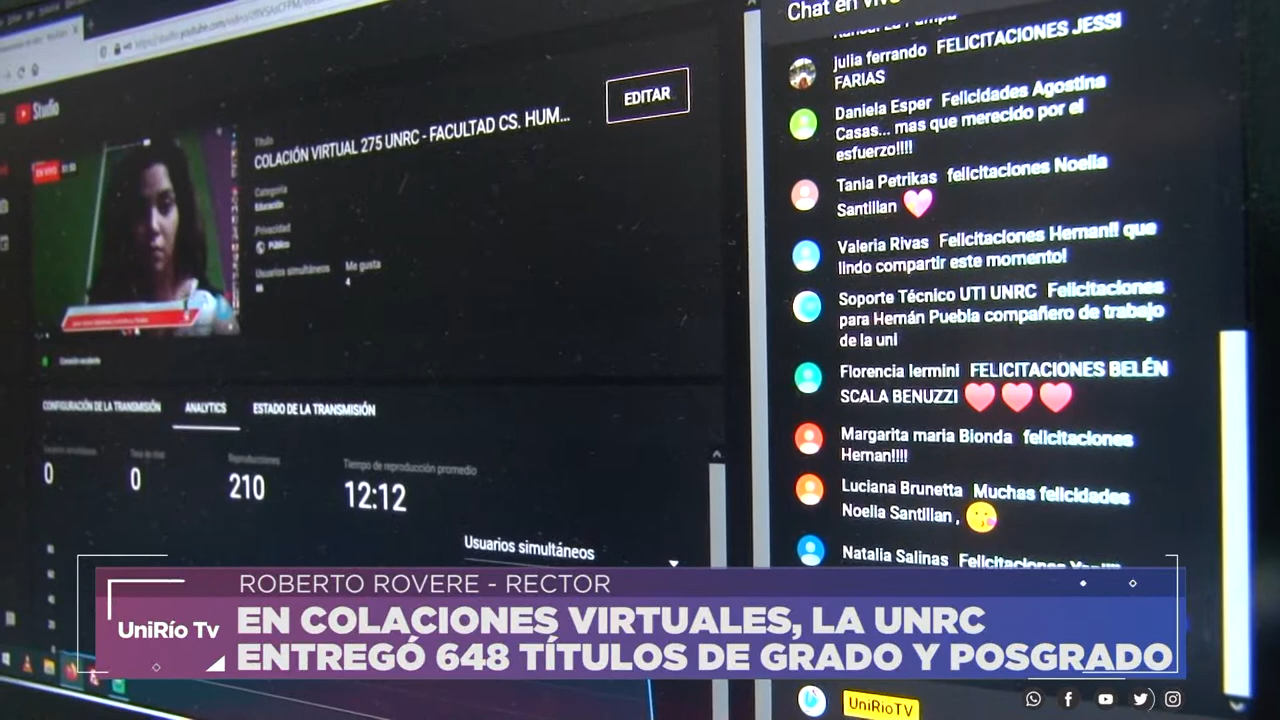 Chat en vivo
julia ferrando FELICITACIONES JESSI
FARIAS
Daniela Esper Felicidades Agostina
Casas... mas que merecido por el
esfuerzo!!!!
Tania Petrikas felicitaciones Noelia
Santillan
Valeria Rivas Felicitaciones Hernan!! que
lindo compartir este momento!
Soporte Técnico UTI UNRC Felicitaciones
para Hernán Puebla compañero de trabajo
de la uni
Florencia Iermini FELICITACIONES BELÉN
SCALA BENUZZI
Margarita maria Bionda felicitaciones
Hernan!!!!
Luciana Brunetta Muchas felicidades
Noelia Santillan ,
Natalia Salinas Felicitaciones
UniRíoTV
Studio
EDITAR
EN VIVO
Título
COLACIÓN VIRTUAL 275 UNRC - FACULTAD CS. HUM...
Categoría
Educación
Privacidad
Público
Usuarios simultáneos Me gusta
4
CONFIGURACIÓN DE LA TRANSMISIÓN ANALYTICS ESTADO DE LA TRANSMISIÓN
Reproducciones Tiempo de reproducción promedio
0 0 210 12:12
Usuarios simultáneos
ROBERTO ROVERE - RECTOR
UniRío Tv
EN COLACIONES VIRTUALES, LA UNRC
ENTREGÓ 648 TÍTULOS DE GRADO Y POSGRADO